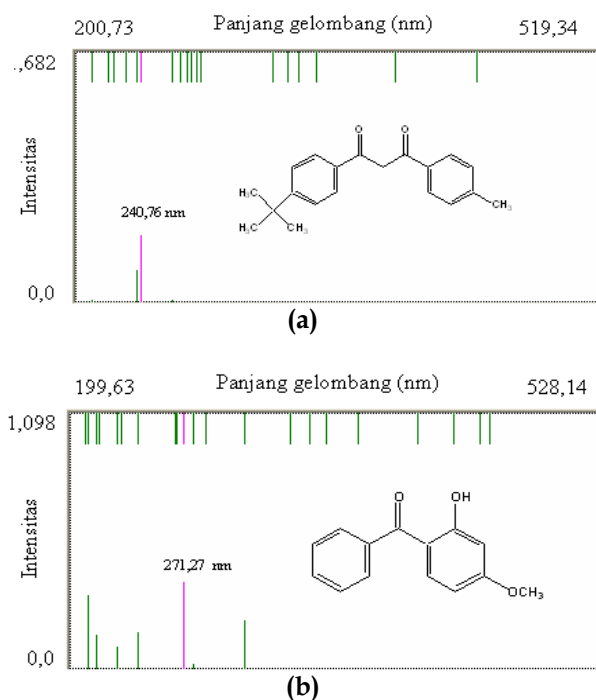 200,73 Panjang gelombang (nm) 519,34
.,682
Intensitas
O O
H₃C
H₃C
CH₃
CH₃
240,76 nm
0,0
(a)
199,63 Panjang gelombang (nm) 528,14
1,098
Intensitas
O OH
OCH₃
271,27 nm
0,0
(b)